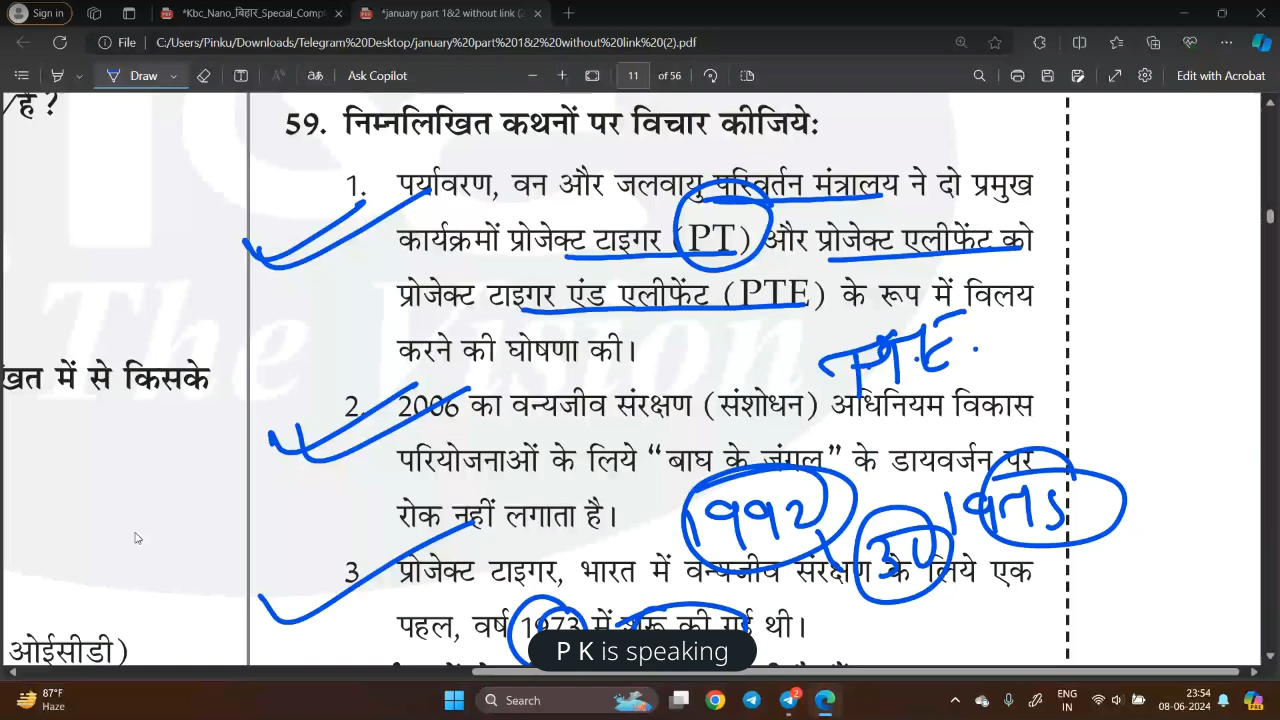 Sign in
*Kbc_Nano_बिहार_Special_Compl
*january part 1&2 without link (2
File
C:/Users/Pinku/Downloads/Telegram%20Desktop/january%20part%201&2%20without%20link%20(2).pdf
Draw
Ask Copilot
11 of 56
Edit with Acrobat
/हैं ?
59. निम्नलिखित कथनों पर विचार कीजिये:
1. पर्यावरण, वन और जलवायु परिवर्तन मंत्रालय ने दो प्रमुख
कार्यक्रमों प्रोजेक्ट टाइगर (PT) और प्रोजेक्ट एलीफेंट को
प्रोजेक्ट टाइगर एंड एलीफेंट (PTE) के रूप में विलय
करने की घोषणा की।
The Vision
खित में से किसके
2. 2006 का वन्यजीव संरक्षण (संशोधन) अधिनियम विकास
परियोजनाओं के लिये “बाघ के जंगल” के डायवर्जन पर
रोक नहीं लगाता है।
1992
3. प्रोजेक्ट टाइगर, भारत में वन्यजीव संरक्षण के लिये एक
पहल, वर्ष 1973 में शुरू की गई थी।
ओईसीडी)
P K is speaking
87°F
Haze
Search
2
ENG
IN
23:54
08-06-2024